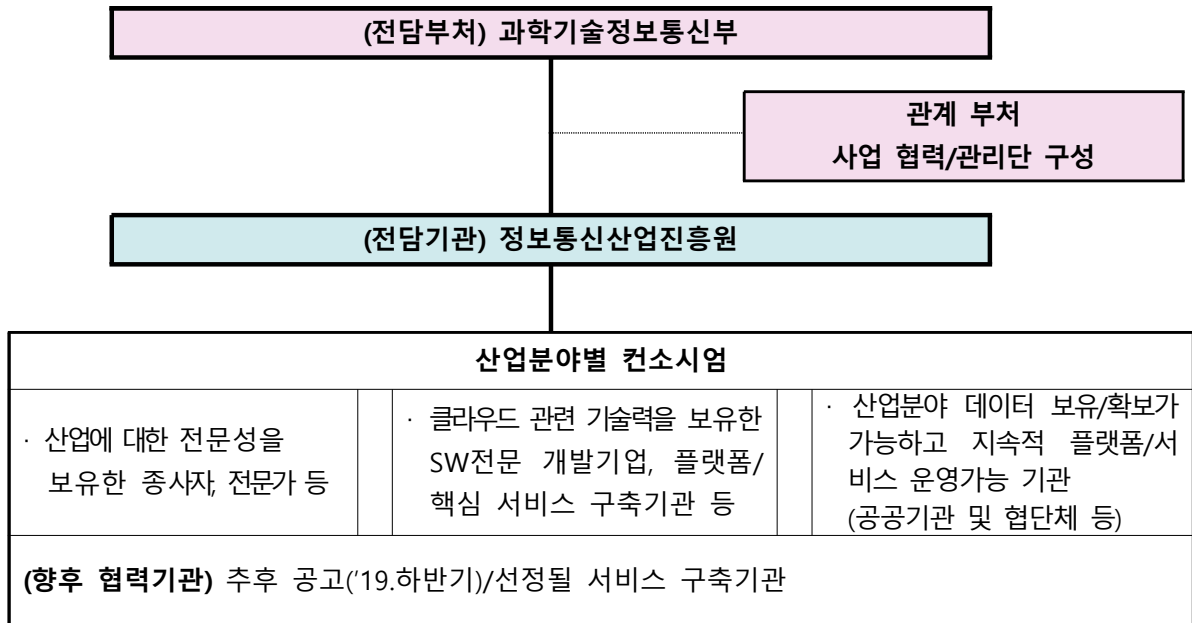 (전담부처) 과학기술정보통신부
관계 부처
사업 협력/관리단 구성
(전담기관) 정보통신산업진흥원
산업분야별 컨소시엄
· 산업에 대한 전문성을
보유한 종사자, 전문가 등
· 클라우드 관련 기술력을 보유한
SW전문 개발기업, 플랫폼/
핵심 서비스 구축기관 등
· 산업분야 데이터 보유/확보가
가능하고 지속적 플랫폼/서
비스 운영가능 기관
(공공기관 및 협단체 등)
(향후 협력기관) 추후 공고('19.하반기)/선정될 서비스 구축기관